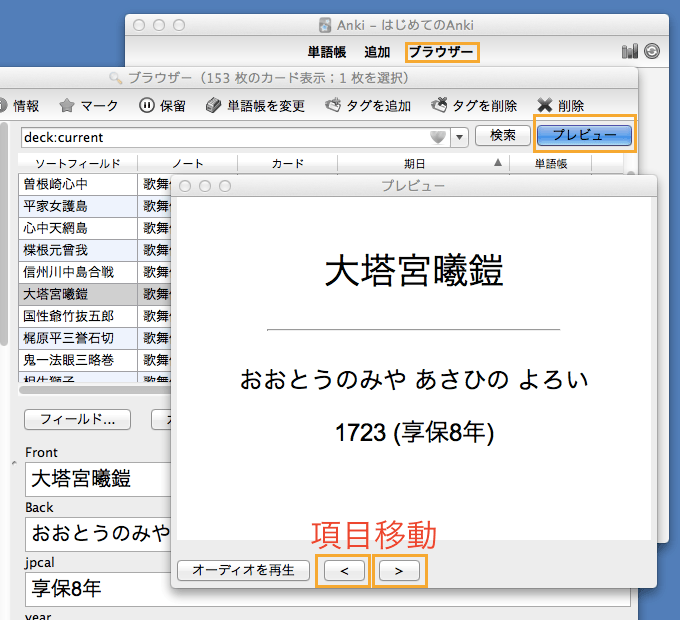 Anki – はじめてのAnki
単語帳 追加 ブラウザー
ブラウザー (153 枚のカード表示 ; 1 枚を選択)
情報 マーク 保留 単語帳を変更 タグを追加 タグを削除 削除
deck:current 検索 プレビュー
ソートフィールド ノート カード 期日 単語帳
曽根崎心中 歌舞
平家女護島 歌舞
心中天網島 歌舞
楪根元曽我 歌舞
信州川中島合戦 歌舞
大塔宮曦鎧 歌舞
国性爺竹抜五郎 歌舞
梶原平三誉石切 歌舞
鬼一法眼三略巻 歌舞
相生獅子 歌舞
プレビュー
大塔宮曦鎧
おおとうのみや あさひの よろい
1723 (享保8年)
項目移動
オーディオを再生 < >
フィールド...
Front
大塔宮曦鎧
Back
おおとうのみや
jpcal
享保8年
year